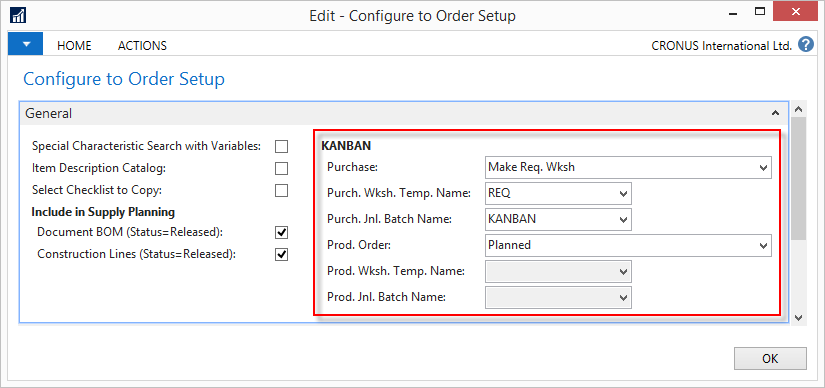 Edit - Configure to Order Setup
HOME ACTIONS CRONUS International Ltd. ?
Configure to Order Setup
General
Special Characteristic Search with Variables:
Item Description Catalog:
Select Checklist to Copy:
Include in Supply Planning
Document BOM (Status=Released):
Construction Lines (Status=Released):
KANBAN
Purchase: Make Req. Wksh
Purch. Wksh. Temp. Name: REQ
Purch. Jnl. Batch Name: KANBAN
Prod. Order: Planned
Prod. Wksh. Temp. Name:
Prod. Jnl. Batch Name:
OK